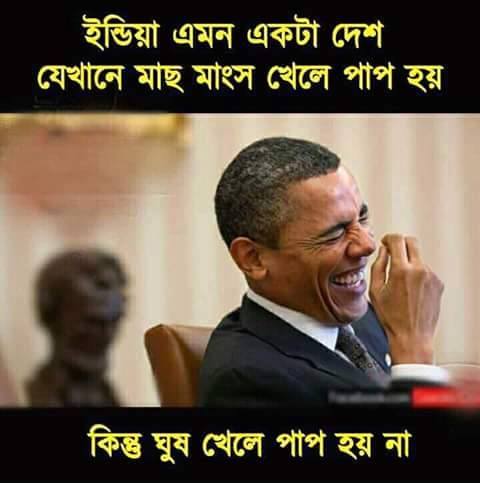 ইন্ডিয়া এমন একটা দেশ
যেখানে মাছ মাংস খেলে পাপ হয়
কিন্তু ঘুষ খেলে পাপ হয় না